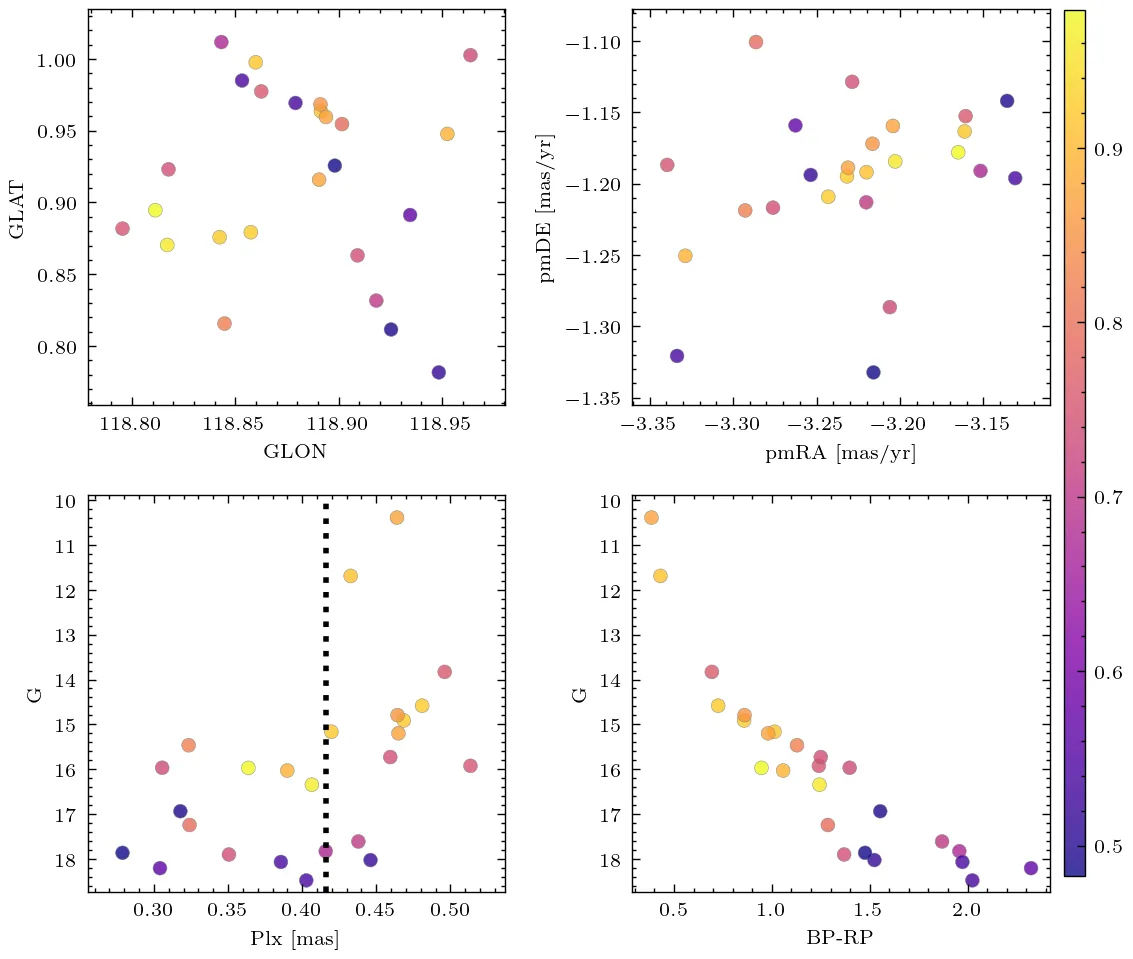 1.00
0.95
0.90
0.85
0.80
GLAT
118.80 118.85 118.90 118.95
GLON
−1.10
−1.15
−1.20
−1.25
−1.30
−1.35
pmDE [mas/yr]
−3.35 −3.30 −3.25 −3.20 −3.15
pmRA [mas/yr]
10
11
12
13
14
15
16
17
18
G
0.30 0.35 0.40 0.45 0.50
Plx [mas]
10
11
12
13
14
15
16
17
18
G
0.5 1.0 1.5 2.0
BP-RP
0.9
0.8
0.7
0.6
0.5